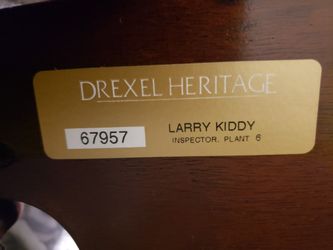 DREXEL HERITAGE
67957
LARRY KIDDY
INSPECTOR, PLANT 6